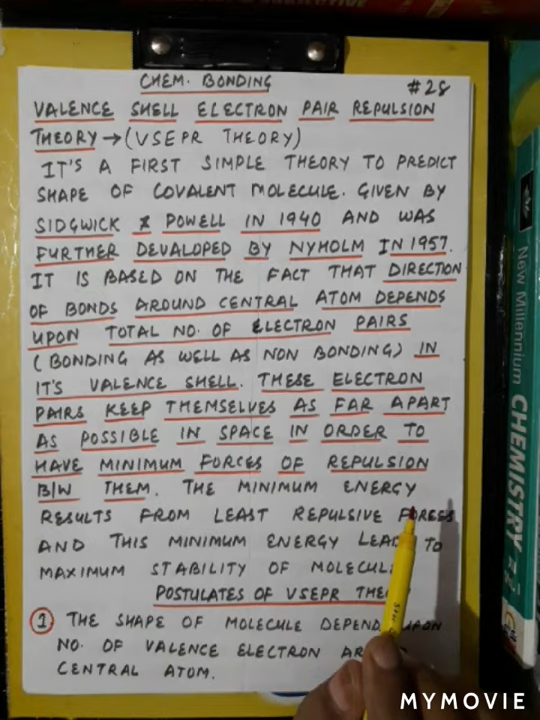 CHEM. BONDING #28
VALENCE SHELL ELECTRON PAIR REPULSION
THEORY → (VSEPR THEORY)
IT'S A FIRST SIMPLE THEORY TO PREDICT
SHAPE OF COVALENT MOLECULE. GIVEN BY
SIDGWICK & POWELL IN 1940 AND WAS
FURTHER DEVALOPED BY NYHOLM IN 1957.
IT IS BASED ON THE FACT THAT DIRECTION
OF BONDS AROUND CENTRAL ATOM DEPENDS
UPON TOTAL NO. OF ELECTRON PAIRS
(BONDING AS WELL AS NON BONDING) IN
IT'S VALENCE SHELL. THESE ELECTRON
PAIRS KEEP THEMSELVES AS FAR APART
AS POSSIBLE IN SPACE IN ORDER TO
HAVE MINIMUM FORCES OF REPULSION
B/W THEM. THE MINIMUM ENERGY
RESULTS FROM LEAST REPULSIVE
AND THIS MINIMUM ENERGY LEAD TO
MAXIMUM STABILITY OF
POSTULATES OF VSEPR
① THE SHAPE OF MOLECULE DEPEND UPON
NO. OF VALENCE ELECTRON
CENTRAL ATOM.
New Millennium CHEMISTRY
MYMOVIE